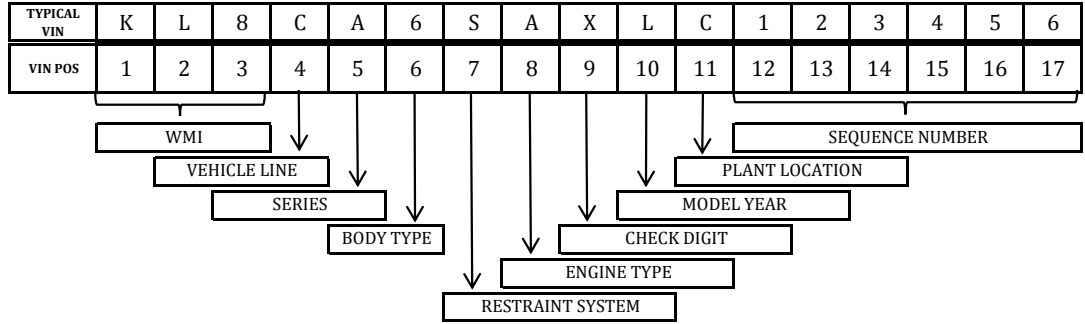 TYPICAL VIN K L 8 C A 6 S A X L C 1 2 3 4 5 6
VIN POS 1 2 3 4 5 6 7 8 9 10 11 12 13 14 15 16 17
WMI
SEQUENCE NUMBER
VEHICLE LINE
PLANT LOCATION
SERIES
MODEL YEAR
BODY TYPE
CHECK DIGIT
ENGINE TYPE
RESTRAINT SYSTEM